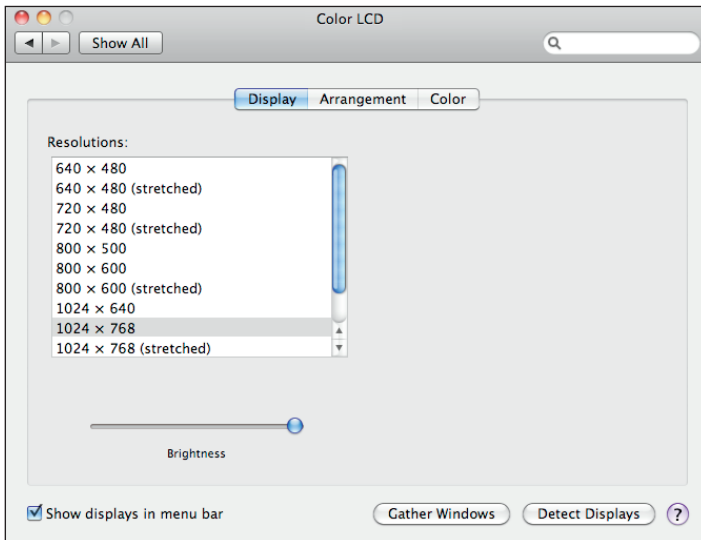 Color LCD
Show All
Display Arrangement Color
Resolutions:
640 × 480
640 × 480 (stretched)
720 × 480
720 × 480 (stretched)
800 × 500
800 × 600
800 × 600 (stretched)
1024 × 640
1024 × 768
1024 × 768 (stretched)
Brightness
Show displays in menu bar Gather Windows Detect Displays ?